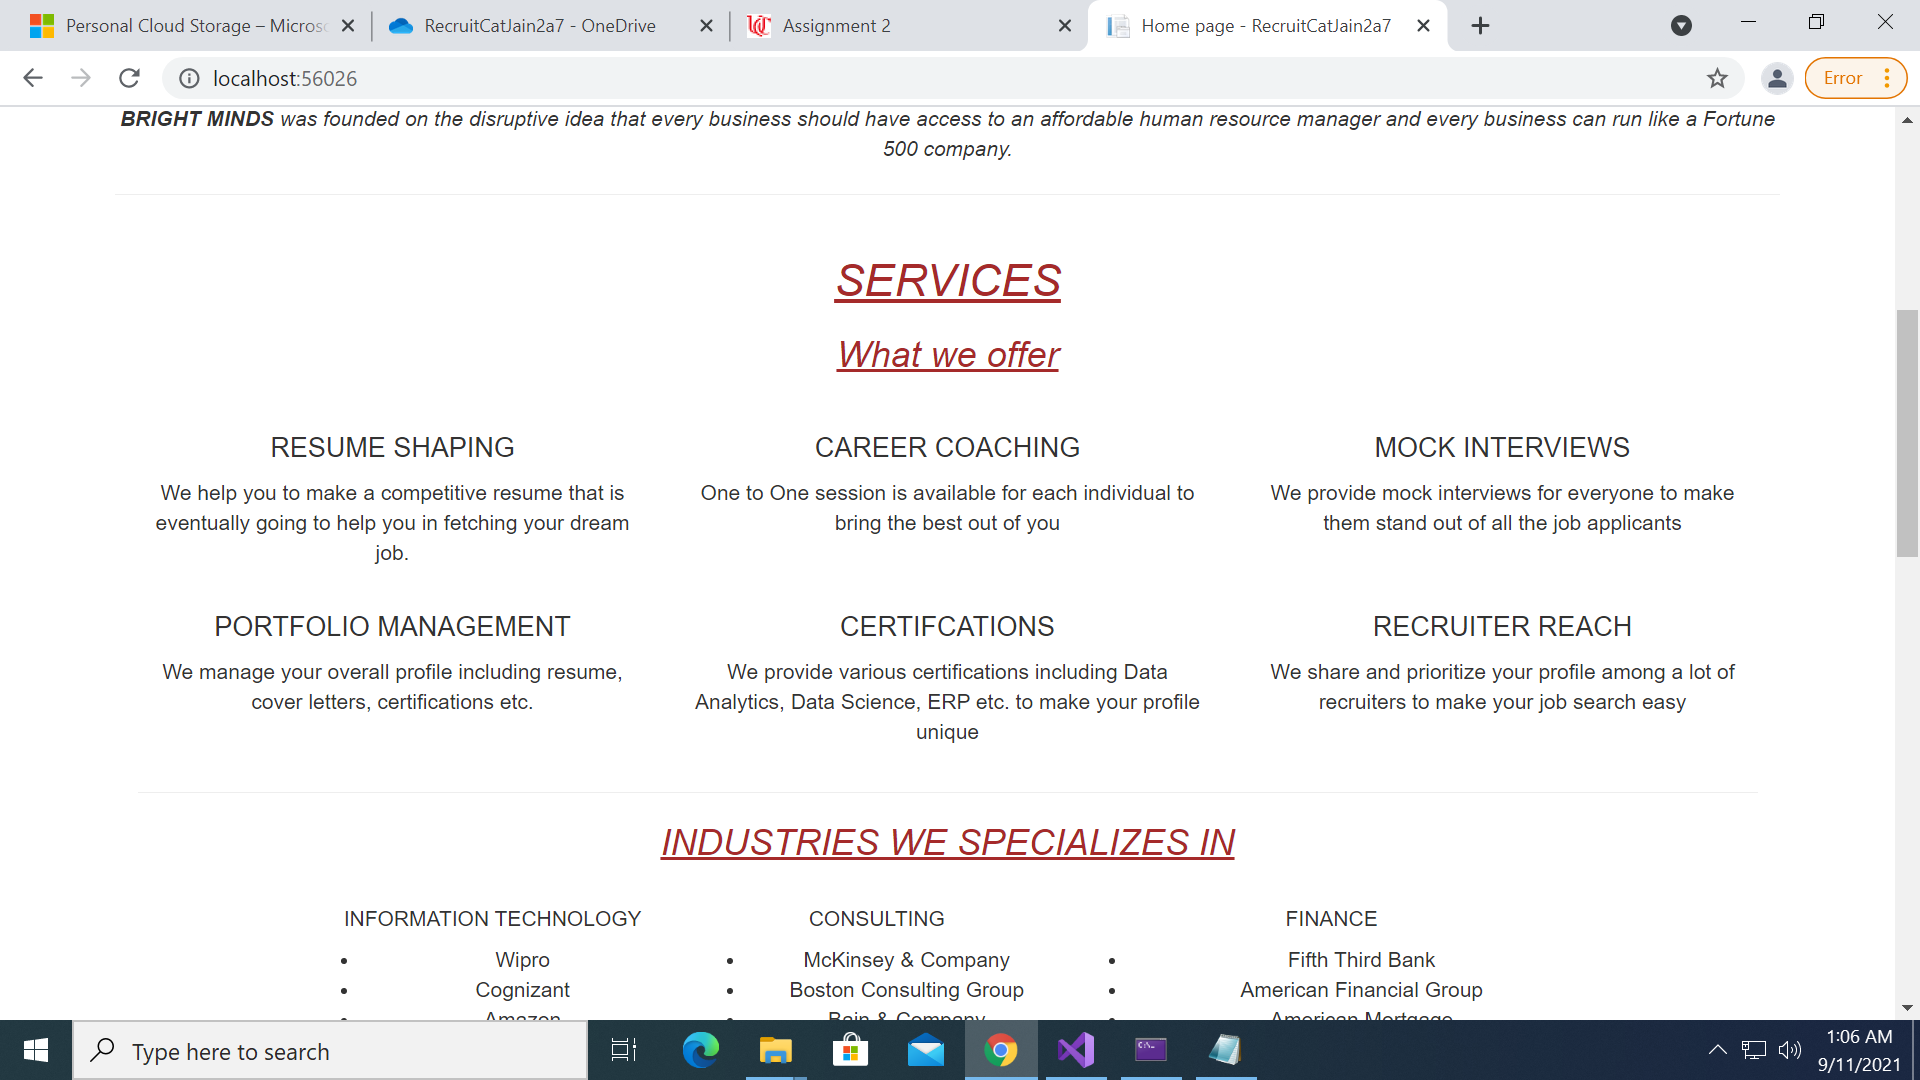 Personal Cloud Storage – Micros
RecruitCatJain2a7 - OneDrive
Assignment 2
Home page - RecruitCatJain2a7
localhost:56026
Error
BRIGHT MINDS was founded on the disruptive idea that every business should have access to an affordable human resource manager and every business can run like a Fortune
500 company.
SERVICES
What we offer
RESUME SHAPING
We help you to make a competitive resume that is
eventually going to help you in fetching your dream
job.
CAREER COACHING
One to One session is available for each individual to
bring the best out of you
MOCK INTERVIEWS
We provide mock interviews for everyone to make
them stand out of all the job applicants
PORTFOLIO MANAGEMENT
We manage your overall profile including resume,
cover letters, certifications etc.
CERTIFCATIONS
We provide various certifications including Data
Analytics, Data Science, ERP etc. to make your profile
unique
RECRUITER REACH
We share and prioritize your profile among a lot of
recruiters to make your job search easy
INDUSTRIES WE SPECIALIZES IN
INFORMATION TECHNOLOGY
• Wipro
• Cognizant
• Amazon
CONSULTING
• McKinsey & Company
• Boston Consulting Group
• Bain & Company
FINANCE
• Fifth Third Bank
• American Financial Group
• American Mortgage
Type here to search
1:06 AM
9/11/2021